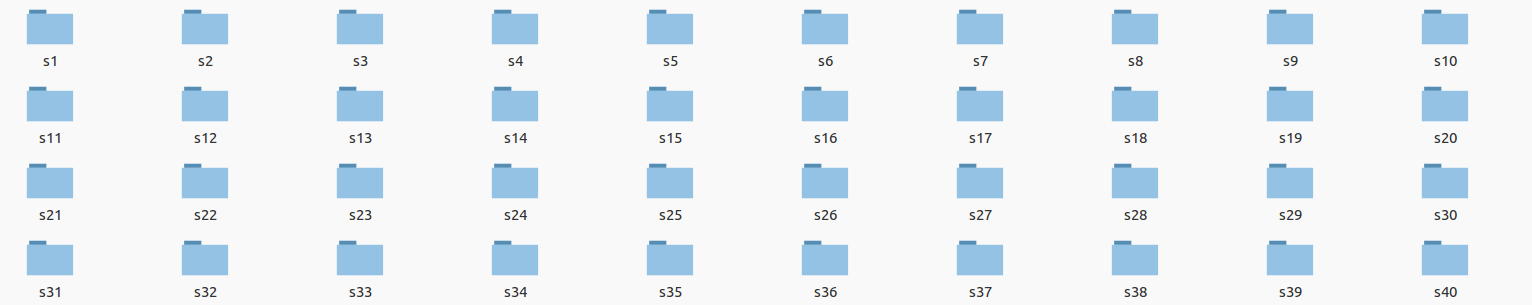 s1 s2 s3 s4 s5 s6 s7 s8 s9 s10
s11 s12 s13 s14 s15 s16 s17 s18 s19 s20
s21 s22 s23 s24 s25 s26 s27 s28 s29 s30
s31 s32 s33 s34 s35 s36 s37 s38 s39 s40